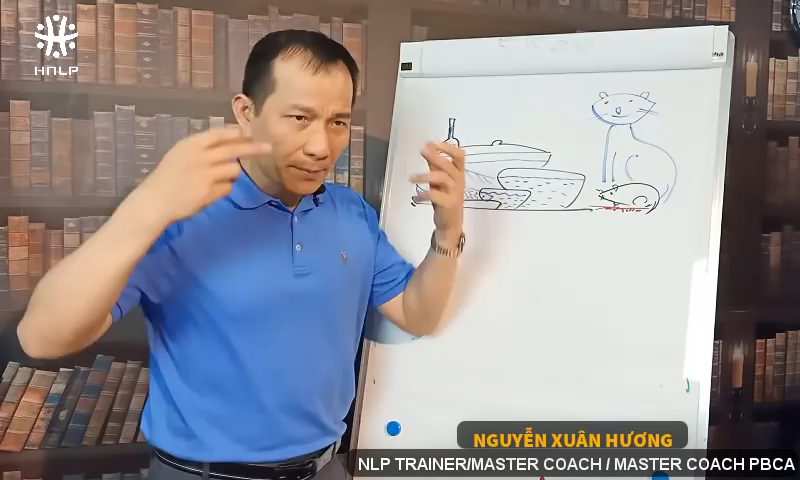 HNLP
NGUYỄN XUÂN HƯƠNG
NLP TRAINER/MASTER COACH / MASTER COACH PBCA